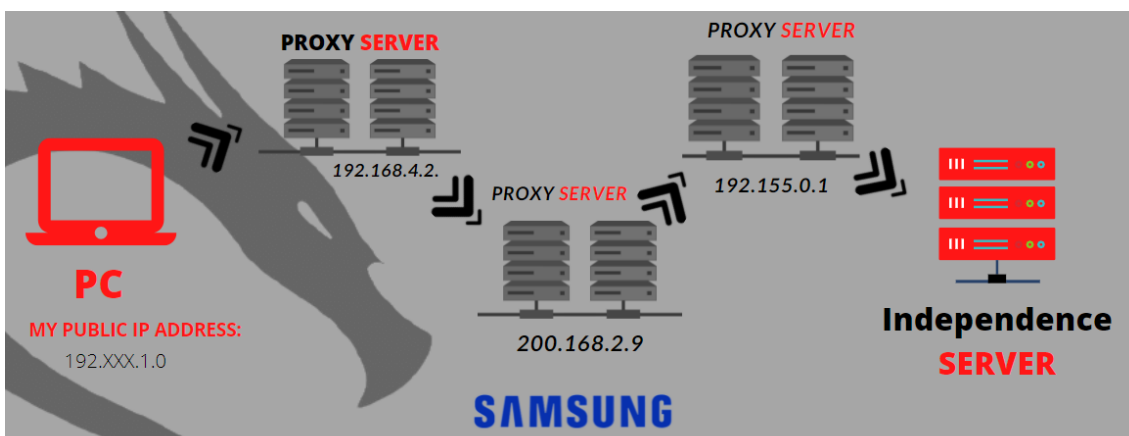 PROXY SERVER
192.168.4.2.
PROXY SERVER
200.168.2.9
PROXY SERVER
192.155.0.1
PC
MY PUBLIC IP ADDRESS:
192.XXX.1.0
Independence
SERVER
SAMSUNG